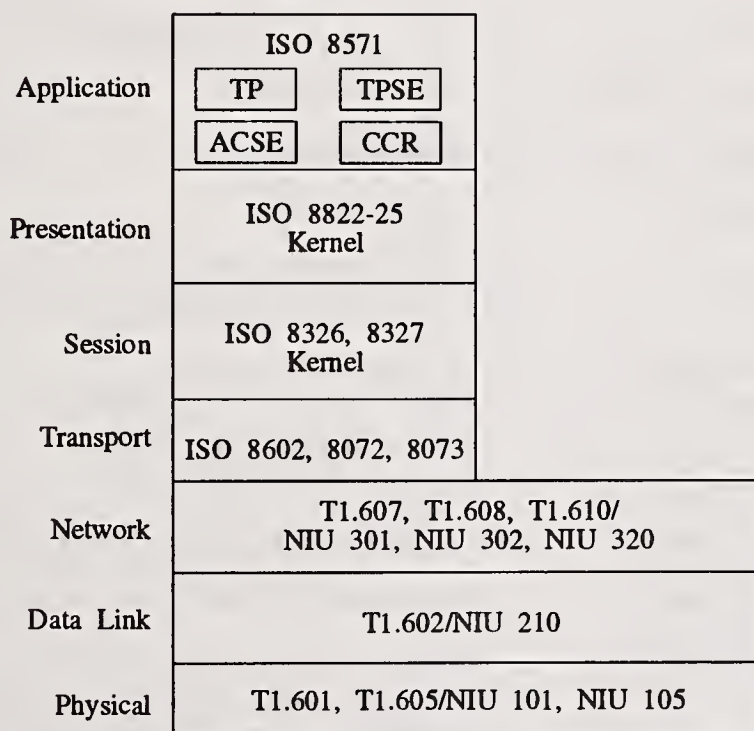 ISO 8571
Application
TP
TPSE
ACSE
CCR
Presentation
ISO 8822-25
Kernel
Session
ISO 8326, 8327
Kernel
Transport
ISO 8602, 8072, 8073
Network
T1.607, T1.608, T1.610/
NIU 301, NIU 302, NIU 320
Data Link
T1.602/NIU 210
Physical
T1.601, T1.605/NIU 101, NIU 105